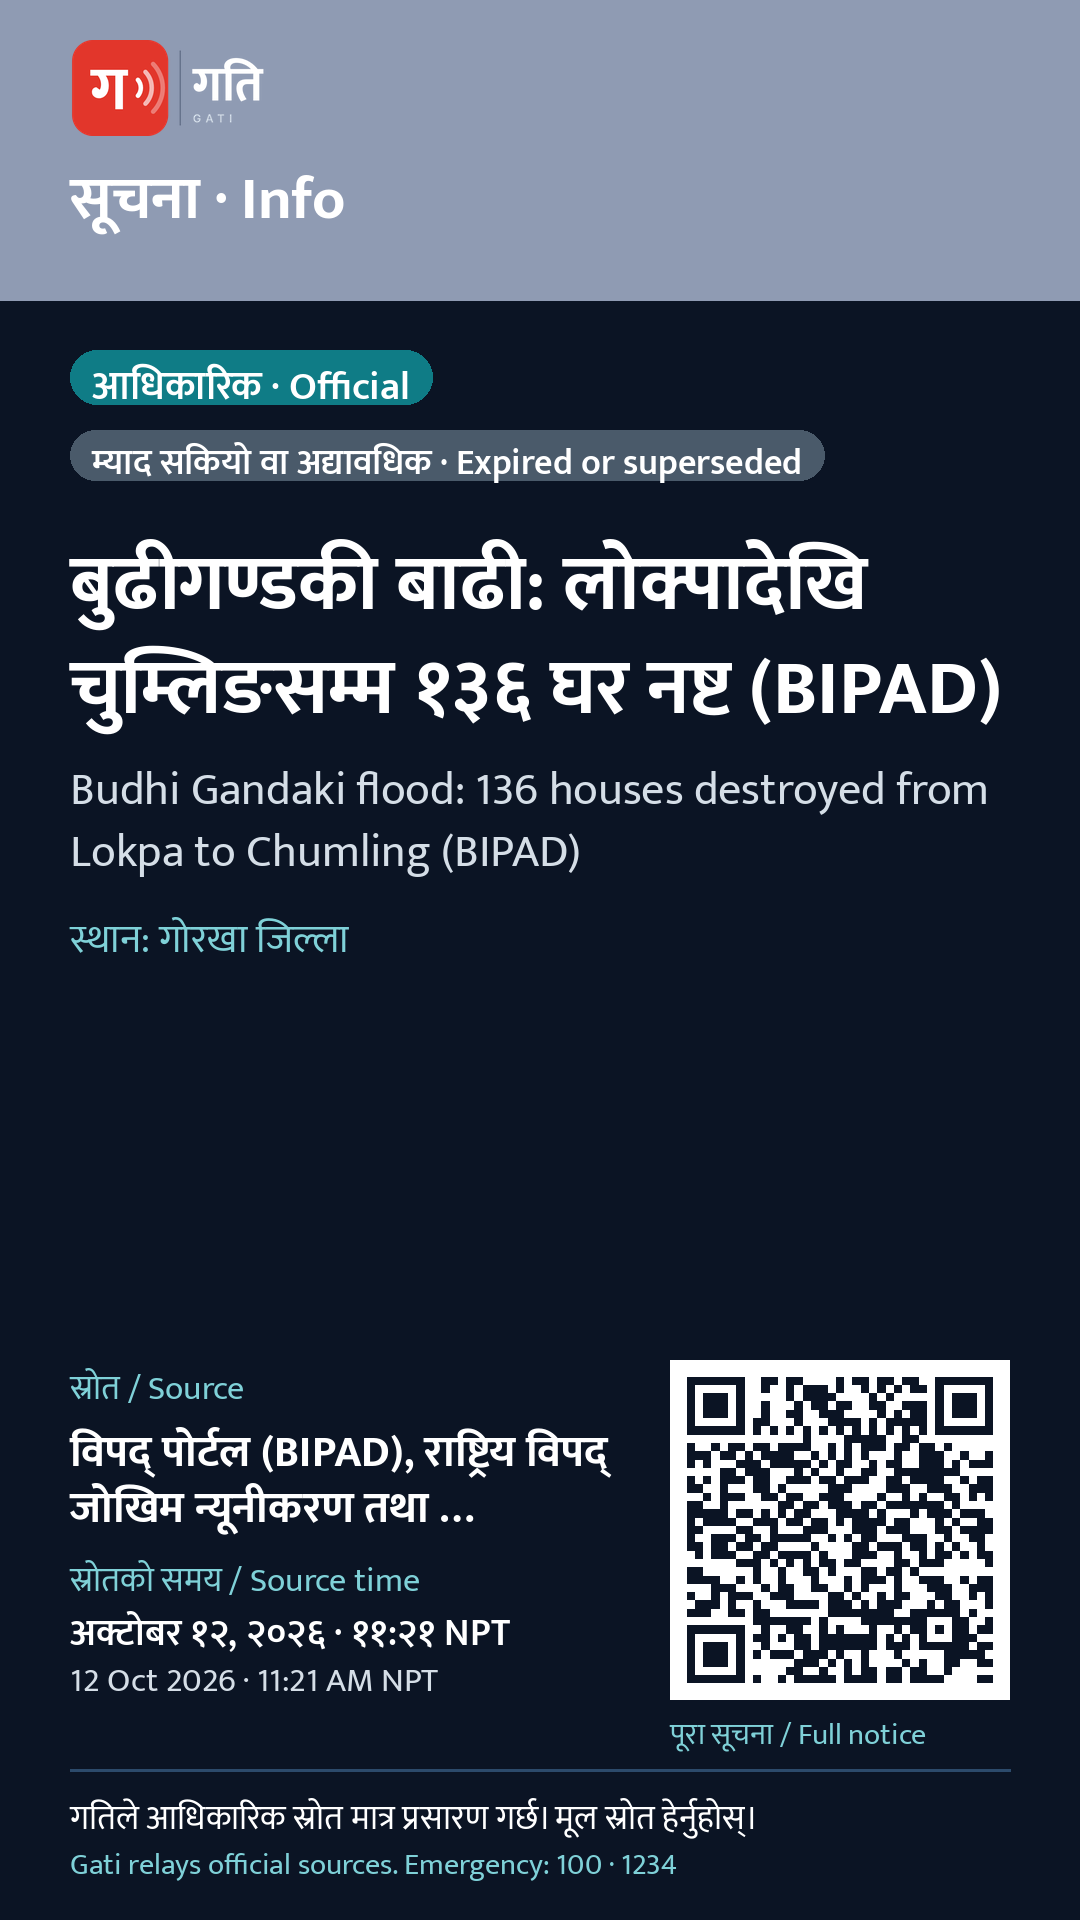 ग
गति
GATI
सूचना · Info
आधिकारिक · Official
म्याद सकियो वा अद्यावधिक · Expired or superseded
बुढीगण्डकी बाढी: लोक्पादेखि
चुम्लिङसम्म १३६ घर नष्ट (BIPAD)
Budhi Gandaki flood: 136 houses destroyed from
Lokpa to Chumling (BIPAD)
स्थान: गोरखा जिल्ला
स्रोत / Source
विपद् पोर्टल (BIPAD), राष्ट्रिय विपद्
जोखिम न्यूनीकरण तथा ...
स्रोतको समय / Source time
अक्टोबर १२, २०२६ · ११:२१ NPT
12 Oct 2026 · 11:21 AM NPT
पूरा सूचना / Full notice
गतिले आधिकारिक स्रोत मात्र प्रसारण गर्छ। मूल स्रोत हेर्नुहोस्।
Gati relays official sources. Emergency: 100 · 1234